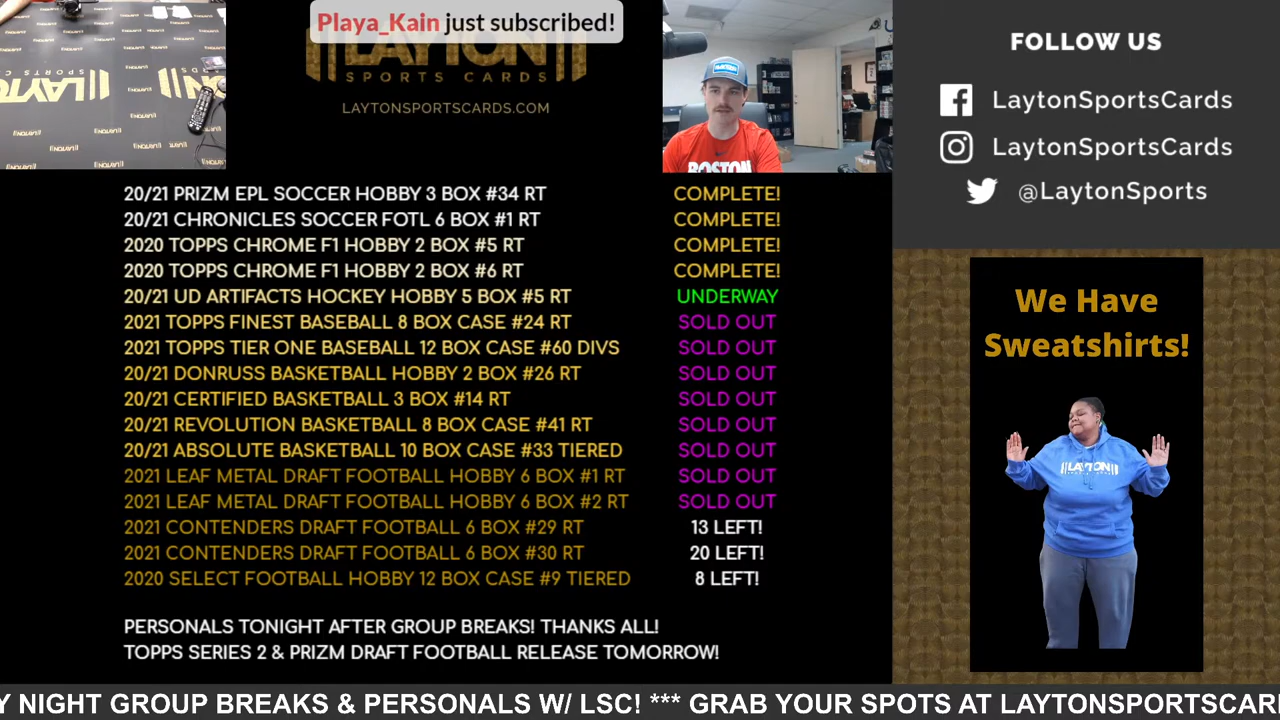 Playa_Kain just subscribed!
LAYTON
SPORTS CARDS
LAYTONSPORTSCARDS.COM
BOSTON
FOLLOW US
LaytonSportsCards
LaytonSportsCards
@LaytonSports
20/21 PRIZM EPL SOCCER HOBBY 3 BOX #34 RT COMPLETE!
20/21 CHRONICLES SOCCER FOTL 6 BOX #1 RT COMPLETE!
2020 TOPPS CHROME F1 HOBBY 2 BOX #5 RT COMPLETE!
2020 TOPPS CHROME F1 HOBBY 2 BOX #6 RT COMPLETE!
20/21 UD ARTIFACTS HOCKEY HOBBY 5 BOX #5 RT UNDERWAY
2021 TOPPS FINEST BASEBALL 8 BOX CASE #24 RT SOLD OUT
2021 TOPPS TIER ONE BASEBALL 12 BOX CASE #60 DIVS SOLD OUT
20/21 DONRUSS BASKETBALL HOBBY 2 BOX #26 RT SOLD OUT
20/21 CERTIFIED BASKETBALL 3 BOX #14 RT SOLD OUT
20/21 REVOLUTION BASKETBALL 8 BOX CASE #41 RT SOLD OUT
20/21 ABSOLUTE BASKETBALL 10 BOX CASE #33 TIERED SOLD OUT
2021 LEAF METAL DRAFT FOOTBALL HOBBY 6 BOX #1 RT SOLD OUT
2021 LEAF METAL DRAFT FOOTBALL HOBBY 6 BOX #2 RT SOLD OUT
2021 CONTENDERS DRAFT FOOTBALL 6 BOX #29 RT 13 LEFT!
2021 CONTENDERS DRAFT FOOTBALL 6 BOX #30 RT 20 LEFT!
2020 SELECT FOOTBALL HOBBY 12 BOX CASE #9 TIERED 8 LEFT!
PERSONALS TONIGHT AFTER GROUP BREAKS! THANKS ALL!
TOPPS SERIES 2 & PRIZM DRAFT FOOTBALL RELEASE TOMORROW!
We Have
Sweatshirts!
LAYTON
Y NIGHT GROUP BREAKS & PERSONALS W/ LSC! *** GRAB YOUR SPOTS AT LAYTONSPORTSCAR